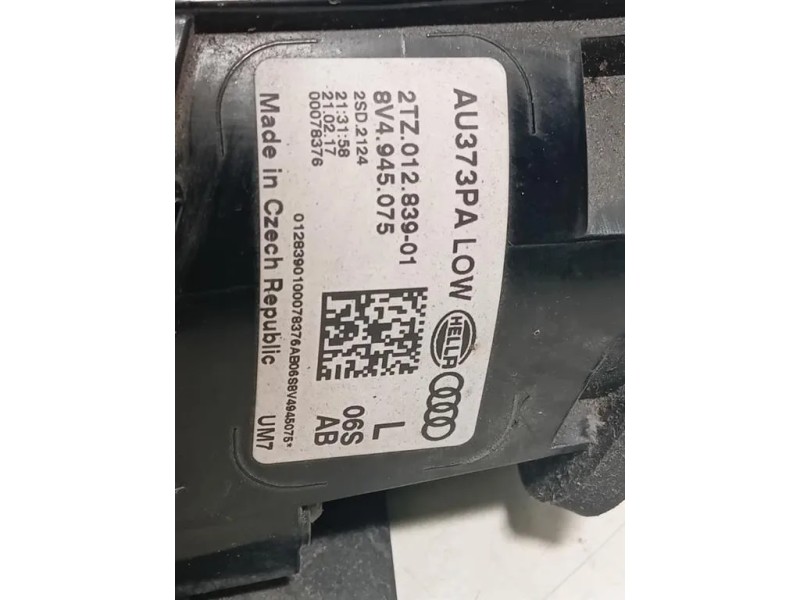 AU373PA LOW
HELLA
2TZ.012.839-01
8V4.945.075
2SD.2124
21:31:58
21.02.17
00078376
L
06S
AB
0128390100078376AB06S8V4945075*
Made in Czech Republic
UM7